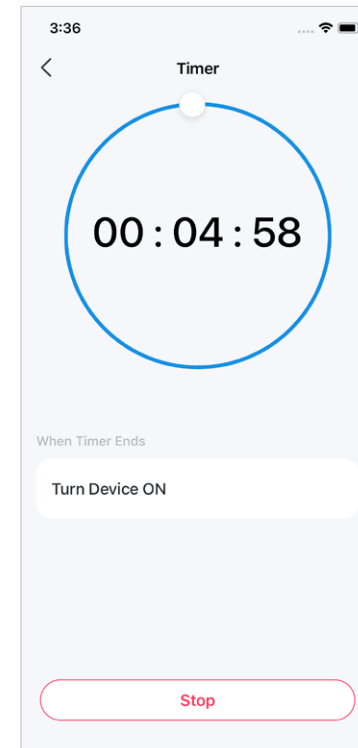 3:36
Timer
00 : 04 : 58
When Timer Ends
Turn Device ON
Stop